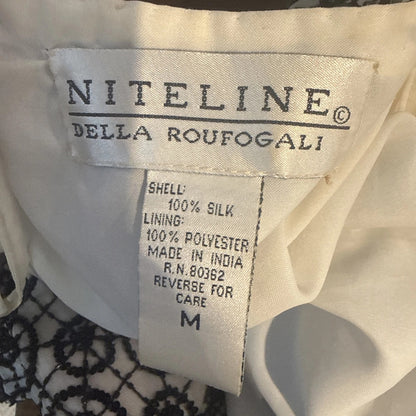 NITELINE©
DELLA ROUFOGALI
SHELL:
100% SILK
LINING:
100% POLYESTER
MADE IN INDIA
R.N. 80362
REVERSE FOR
CARE
M